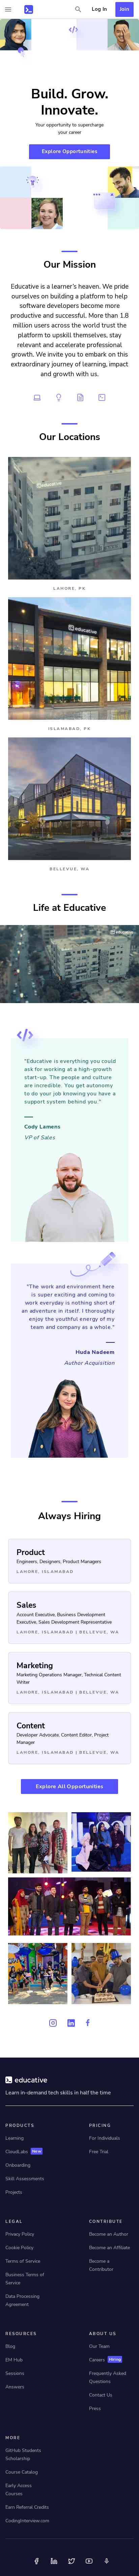 Log In
Join
Build. Grow.
Innovate.
Your opportunity to supercharge
your career
Explore Opportunities
Our Mission
Educative is a learner's heaven. We pride
ourselves on building a platform to help
software developers become more
productive and successful. More than 1.8
million users across the world trust the
platform to upskill themselves, stay
relevant and accelerate professional
growth. We invite you to embark on this
extraordinary journey of learning, impact
and growth with us.
Our Locations
LAHORE, PK
educative
ISLAMABAD, PK
BELLEVUE, WA
Life at Educative
educative
"Educative is everything you could
ask for working at a high-growth
start-up. The people and culture
are incredible. You get autonomy
to do your job knowing you have a
support system behind you."
Cody Lamens
VP of Sales
"The work and environment here
is super exciting and coming to
work everyday is nothing short of
an adventure in itself. I thoroughly
enjoy the youthful energy of my
team and company as a whole."
Huda Nadeem
Author Acquisition
Always Hiring
Product
Engineers, Designers, Product Managers
LAHORE, ISLAMABAD
Sales
Account Executive, Business Development
Executive, Sales Development Representative
LAHORE, ISLAMABAD | BELLEVUE, WA
Marketing
Marketing Operations Manager, Technical Content
Writer
LAHORE, ISLAMABAD | BELLEVUE, WA
Content
Developer Advocate, Content Editor, Project
Manager
LAHORE, ISLAMABAD | BELLEVUE, WA
Explore All Opportunities
educative
Learn in-demand tech skills in half the time
PRODUCTS
Learning
CloudLabs New
Onboarding
Skill Assessments
Projects
PRICING
For Individuals
Free Trial
LEGAL
Privacy Policy
Cookie Policy
Terms of Service
Business Terms of
Service
Data Processing
Agreement
CONTRIBUTE
Become an Author
Become an Affiliate
Become a
Contributor
RESOURCES
Blog
EM Hub
Sessions
Answers
ABOUT US
Our Team
Careers Hiring
Frequently Asked
Questions
Contact Us
Press
MORE
GitHub Students
Scholarship
Course Catalog
Early Access
Courses
Earn Referral Credits
CodingInterview.com